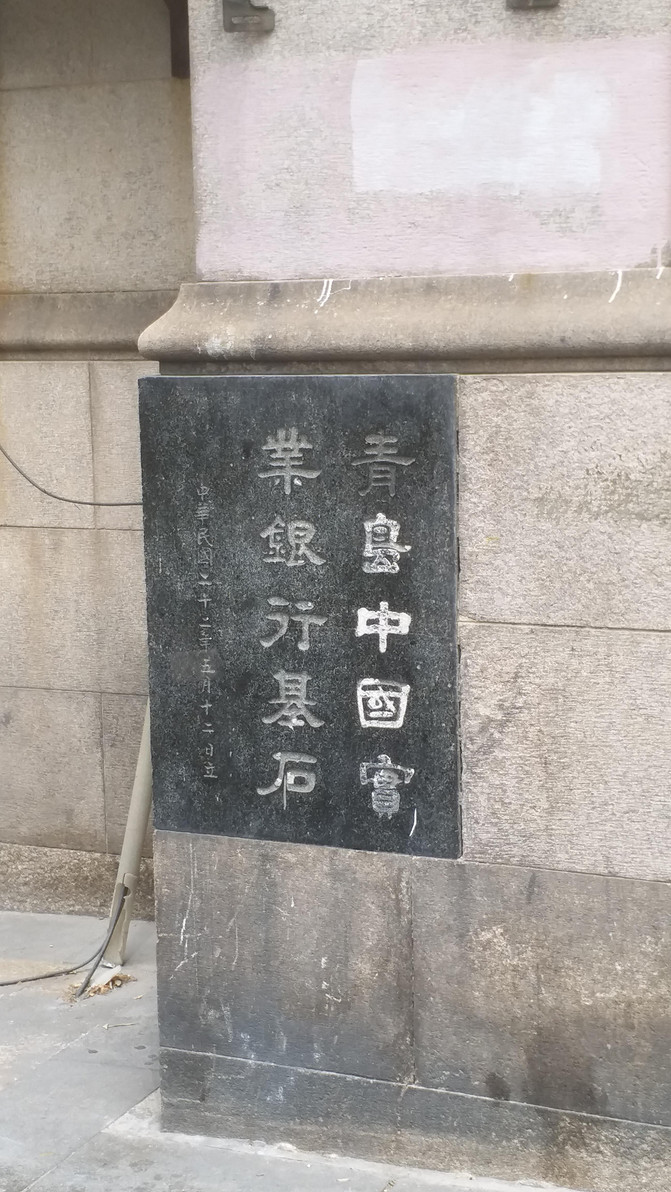 青島中國實
業銀行基石
中華民國二十二年五月十二日立